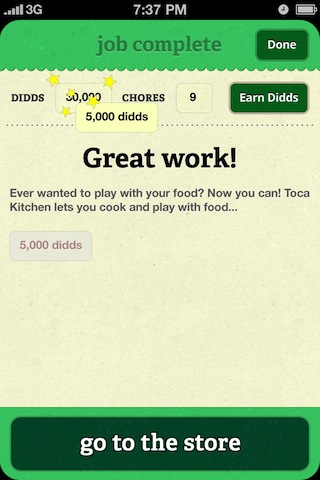 3G 7:37 PM
job complete
Done
DIDDS 30,000 CHORES 9 Earn Didds
5,000 didds
Great work!
Ever wanted to play with your food? Now you can! Toca
Kitchen lets you cook and play with food...
5,000 didds
go to the store